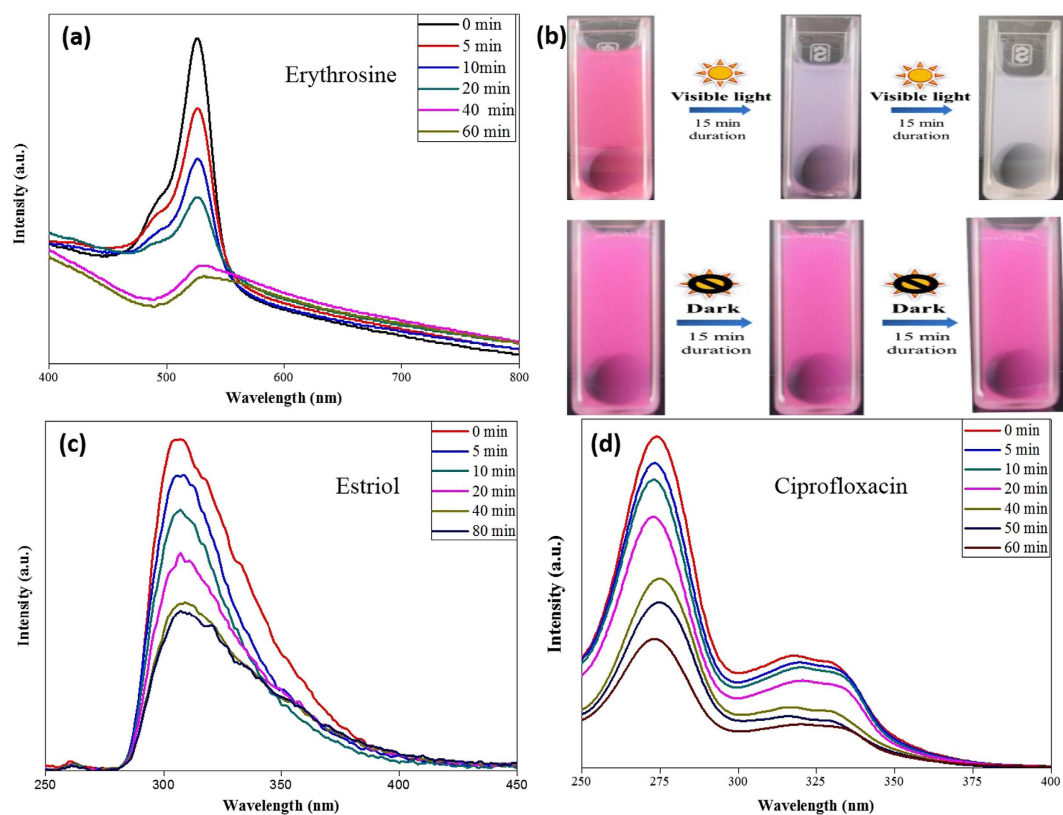 (a)
Erythrosine
0 min
5 min
10min
20 min
40 min
60 min
Intensity (a.u.)
400
500
600
700
800
Wavelength (nm)
(b)
Visible light
15 min
duration
Visible light
15 min
duration
Dark
15 min
duration
Dark
15 min
duration
(c)
Estriol
0 min
5 min
10 min
20 min
40 min
80 min
Intensity (a.u.)
250
300
350
400
450
Wavelength (nm)
(d)
Ciprofloxacin
0 min
5 min
10 min
20 min
40 min
50 min
60 min
Intensity (a.u.)
250
275
300
325
350
375
400
Wavelength (nm)